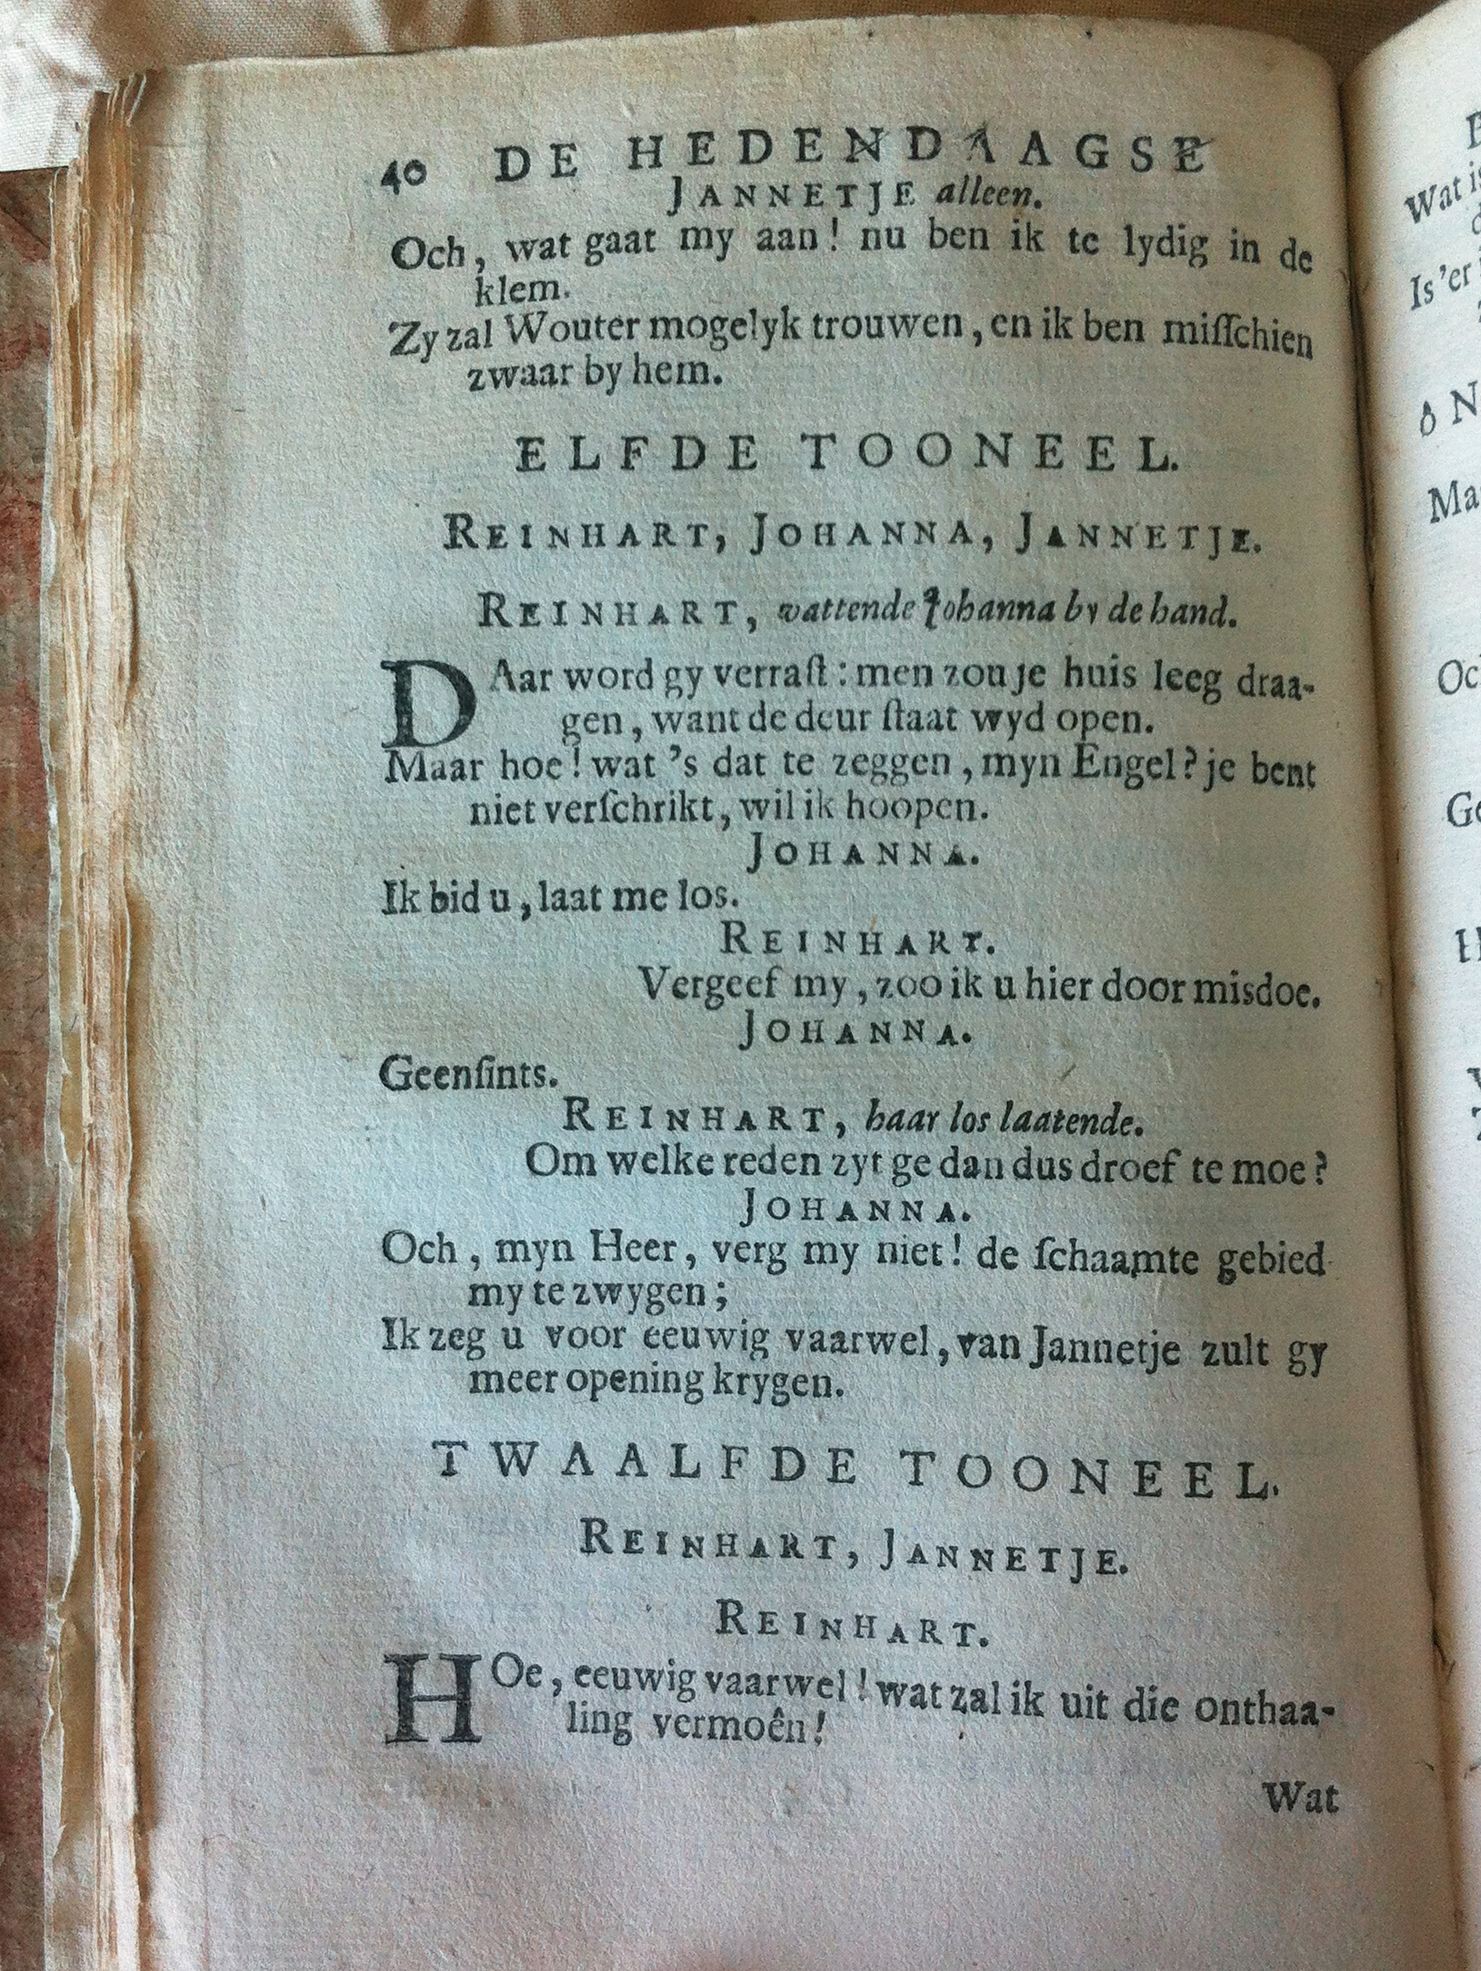 40 DE HEDENDAAGSE
JANNETJE alleen.
Och, wat gaat my aan! nu ben ik te lydig in de
klem.
Zy zal Wouter mogelyk trouwen, en ik ben miſſchien
zwaar by hem.
ELFDE TOONEEL.
REINHART, JOHANNA, JANNETJE.
REINHART, vattende Johanna by de hand.
DAar word gy verraſt: men zou je huis leeg draa-
gen, want de deur ſtaat wyd open.
Maar hoe! wat 's dat te zeggen, myn Engel? je bent
niet verſchrikt, wil ik hoopen.
JOHANNA.
Ik bid u, laat me los.
REINHART.
Vergeef my, zoo ik u hier door misdoe.
JOHANNA.
Geenſints.
REINHART, haar los laatende.
Om welke reden zyt ge dan dus droef te moe?
JOHANNA.
Och, myn Heer, verg my niet! de ſchaamte gebied
my te zwygen;
Ik zeg u voor eeuwig vaarwel, van Jannetje zult gy
meer opening krygen.
TWAALFDE TOONEEL.
REINHART, JANNETJE.
REINHART.
HOe, eeuwig vaarwel! wat zal ik uit die onthaa-
ling vermoên!
Wat
Wat
Is 'er
ô